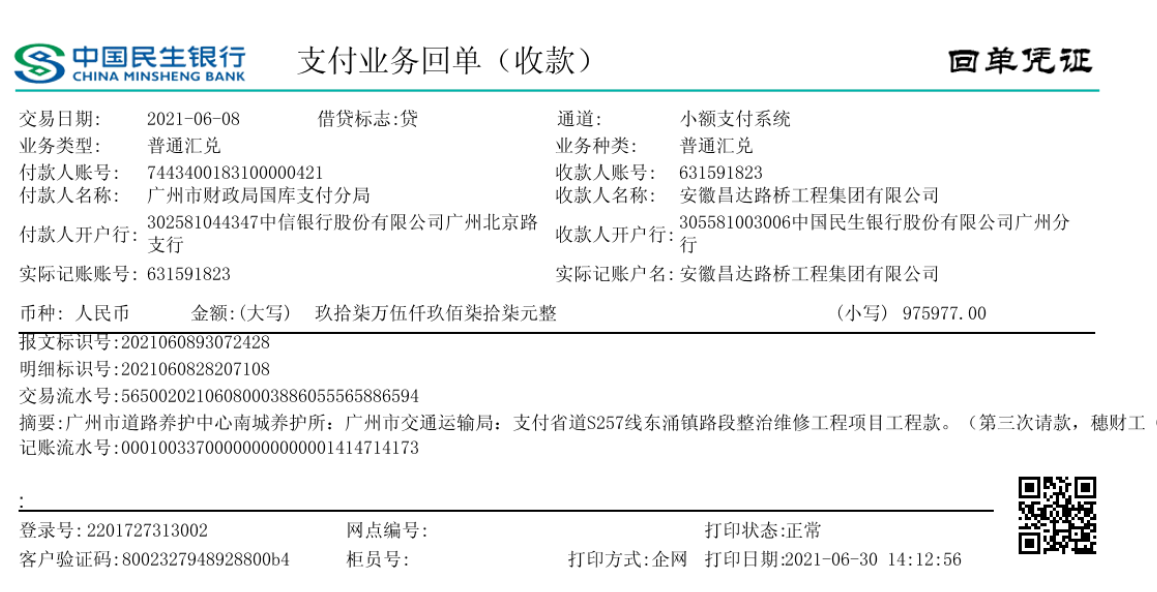 中国民生银行 支付业务回单（收款） 回单凭证
CHINA MINSHENG BANK
交易日期: 2021-06-08 借贷标志:贷 通道: 小额支付系统
业务类型: 普通汇兑 业务种类: 普通汇兑
付款人账号: 7443400183100000421 收款人账号: 631591823
付款人名称: 广州市财政局国库支付分局 收款人名称: 安徽昌达路桥工程集团有限公司
付款人开户行: 302581044347中信银行股份有限公司广州北京路支行 收款人开户行: 305581003006中国民生银行股份有限公司广州分行
实际记账账号: 631591823 实际记账户名: 安徽昌达路桥工程集团有限公司
币种: 人民币 金额:(大写) 玖拾柒万伍仟玖佰柒拾柒元整 (小写) 975977.00
报文标识号:2021060893072428
明细标识号:2021060828207108
交易流水号:56500202106080003886055565886594
摘要:广州市道路养护中心南城养护所: 广州市交通运输局: 支付省道S257线东涌镇路段整治维修工程项目工程款。（第三次请款, 穗财工（
记账流水号:00010033700000000000001414714173
:
登录号: 2201727313002 网点编号: 打印状态:正常
客户验证码:8002327948928800b4 柜员号: 打印方式:企网 打印日期:2021-06-30 14:12:56